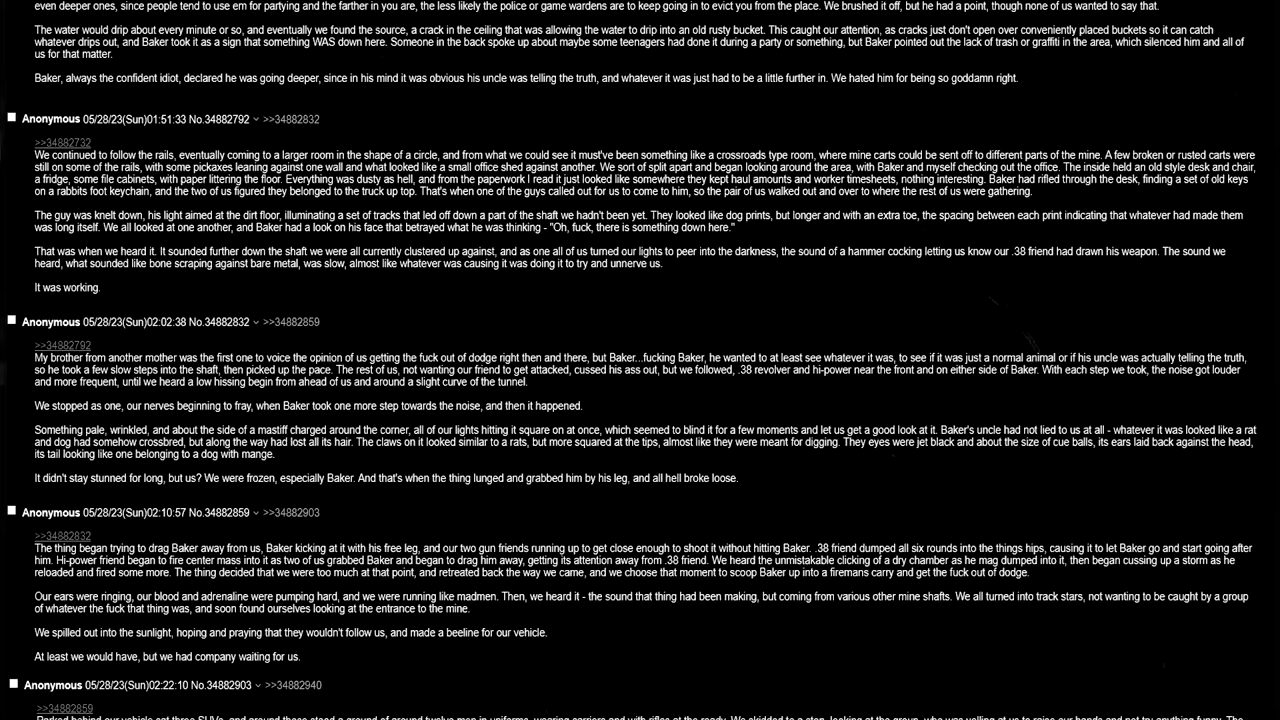 even deeper ones, since people tend to use em for partying and the farther in you are, the less likely the police or game wardens are to keep going in to evict you from the place. We brushed it off, but he had a point, though none of us wanted to say that.
The water would drip about every minute or so, and eventually we found the source, a crack in the ceiling that was allowing the water to drip into an old rusty bucket. This caught our attention, as cracks just don't open over conveniently placed buckets so it can catch
whatever drips out, and Baker took it as a sign that something WAS down here. Someone in the back spoke up about maybe some teenagers had done it during a party or something, but Baker pointed out the lack of trash or graffiti in the area, which silenced him and all of
us for that matter.
Baker, always the confident idiot, declared he was going deeper, since in his mind it was obvious his uncle was telling the truth, and whatever it was just had to be a little further in. We hated him for being so goddamn right.
Anonymous 05/28/23(Sun)01:51:33 No.34882792 >>34882832
>>34882732
We continued to follow the rails, eventually coming to a larger room in the shape of a circle, and from what we could see it must've been something like a crossroads type room, where mine carts could be sent off to different parts of the mine. A few broken or rusted carts were
still on some of the rails, with some pickaxes leaning against one wall and what looked like a small office shed against another. We sort of split apart and began looking around the area, with Baker and myself checking out the office. The inside held an old style desk and chair,
a fridge, some file cabinets, with paper littering the floor. Everything was dusty as hell, and from the paperwork I read it just looked like somewhere they kept haul amounts and worker timesheets, nothing interesting. Baker had rifled through the desk, finding a set of old keys
on a rabbits foot keychain, and the two of us figured they belonged to the truck up top. That's when one of the guys called out for us to come to him, so the pair of us walked out and over to where the rest of us were gathering.
The guy was knelt down, his light aimed at the dirt floor, illuminating a set of tracks that led off down a part of the shaft we hadn't been yet. They looked like dog prints, but longer and with an extra toe, the spacing between each print indicating that whatever had made them
was long itself. We all looked at one another, and Baker had a look on his face that betrayed what he was thinking - "Oh, fuck, there is something down here."
That was when we heard it. It sounded further down the shaft we were all currently clustered up against, and as one all of us turned our lights to peer into the darkness, the sound of a hammer cocking letting us know our .38 friend had drawn his weapon. The sound we
heard, what sounded like bone scraping against bare metal, was slow, almost like whatever was causing it was doing it to try and unnerve us.
It was working.
Anonymous 05/28/23(Sun)02:02:38 No.34882832 >>34882859
>>34882792
My brother from another mother was the first one to voice the opinion of us getting the fuck out of dodge right then and there, but Baker...fucking Baker, he wanted to at least see whatever it was, to see if it was just a normal animal or if his uncle was actually telling the truth,
so he took a few slow steps into the shaft, then picked up the pace. The rest of us, not wanting our friend to get attacked, cussed his ass out, but we followed, .38 revolver and hi-power near the front and on either side of Baker. With each step we took, the noise got louder
and more frequent, until we heard a low hissing begin from ahead of us and around a slight curve of the tunnel.
We stopped as one, our nerves beginning to fray, when Baker took one more step towards the noise, and then it happened.
Something pale, wrinkled, and about the side of a mastiff charged around the corner, all of our lights hitting it square on at once, which seemed to blind it for a few moments and let us get a good look at it. Baker's uncle had not lied to us at all - whatever it was looked like a rat
and dog had somehow crossbred, but along the way had lost all its hair. The claws on it looked similar to a rats, but more squared at the tips, almost like they were meant for digging. They eyes were jet black and about the size of cue balls, its ears laid back against the head,
its tail looking like one belonging to a dog with mange.
It didn't stay stunned for long, but us? We were frozen, especially Baker. And that's when the thing lunged and grabbed him by his leg, and all hell broke loose.
Anonymous 05/28/23(Sun)02:10:57 No.34882859 >>34882903
>>34882832
The thing began trying to drag Baker away from us, Baker kicking at it with his free leg, and our two gun friends running up to get close enough to shoot it without hitting Baker. .38 friend dumped all six rounds into the things hips, causing it to let Baker go and start going after
him. Hi-power friend began to fire center mass into it as two of us grabbed Baker and began to drag him away, getting its attention away from .38 friend. We heard the unmistakable clicking of a dry chamber as he mag dumped into it, then began cussing up a storm as he
reloaded and fired some more. The thing decided that we were too much at that point, and retreated back the way we came, and we choose that moment to scoop Baker up into a firemans carry and get the fuck out of dodge.
Our ears were ringing, our blood and adrenaline were pumping hard, and we were running like madmen. Then, we heard it - the sound that thing had been making, but coming from various other mine shafts. We all turned into track stars, not wanting to be caught by a group
of whatever the fuck that thing was, and soon found ourselves looking at the entrance to the mine.
We spilled out into the sunlight, hoping and praying that they wouldn't follow us, and made a beeline for our vehicle.
At least we would have, but we had company waiting for us.
Anonymous 05/28/23(Sun)02:22:10 No.34882903 >>34882940
>>34882859
Parked behind our vehicle sat three SUVs, and around those stood a group of around twelve men in uniforms, wearing carriers and with rifles at the ready. We skidded to a stop, looking at the group, who was yelling at us to raise our hands and not try anything funny. The